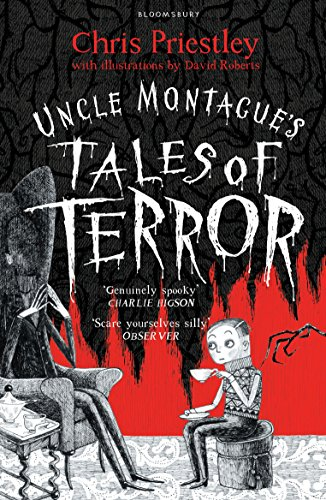 BLOOMSBURY
Chris Priestley
with illustrations by David Roberts
UNCLE MONTAGUE'S
TALES OF
TERROR
'Genuinely spooky'
CHARLIE HIGSON
'Scare yourselves silly'
OBSERVER